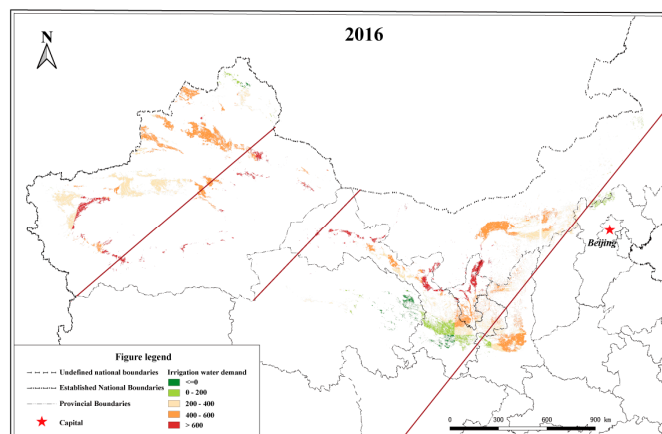 2016
N
Beijing
Figure legend
Undefined national boundaries
Established National Boundaries
Provincial Boundaries
Capital
Irrigation water demand
<=0
0 - 200
200 - 400
400 - 600
> 600
0 300 600 900 km